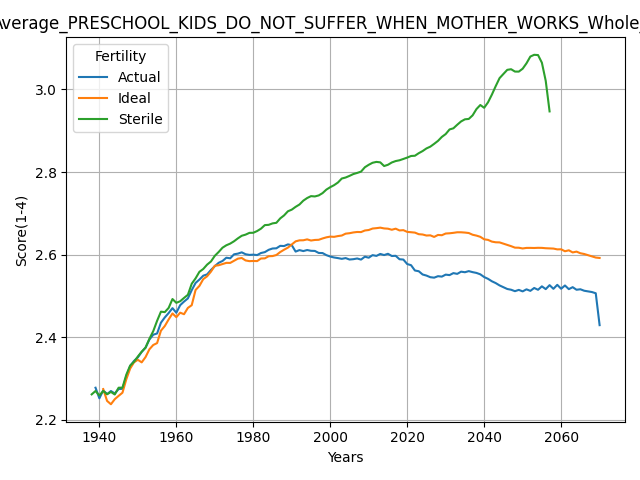 Average_PRESCHOOL_KIDS_DO_NOT_SUFFER_WHEN_MOTHER_WORKS_Whole_
Fertility
Actual
Ideal
Sterile
Score(1-4)
3.0
2.8
2.6
2.4
2.2
1940 1960 1980 2000 2020 2040 2060
Years